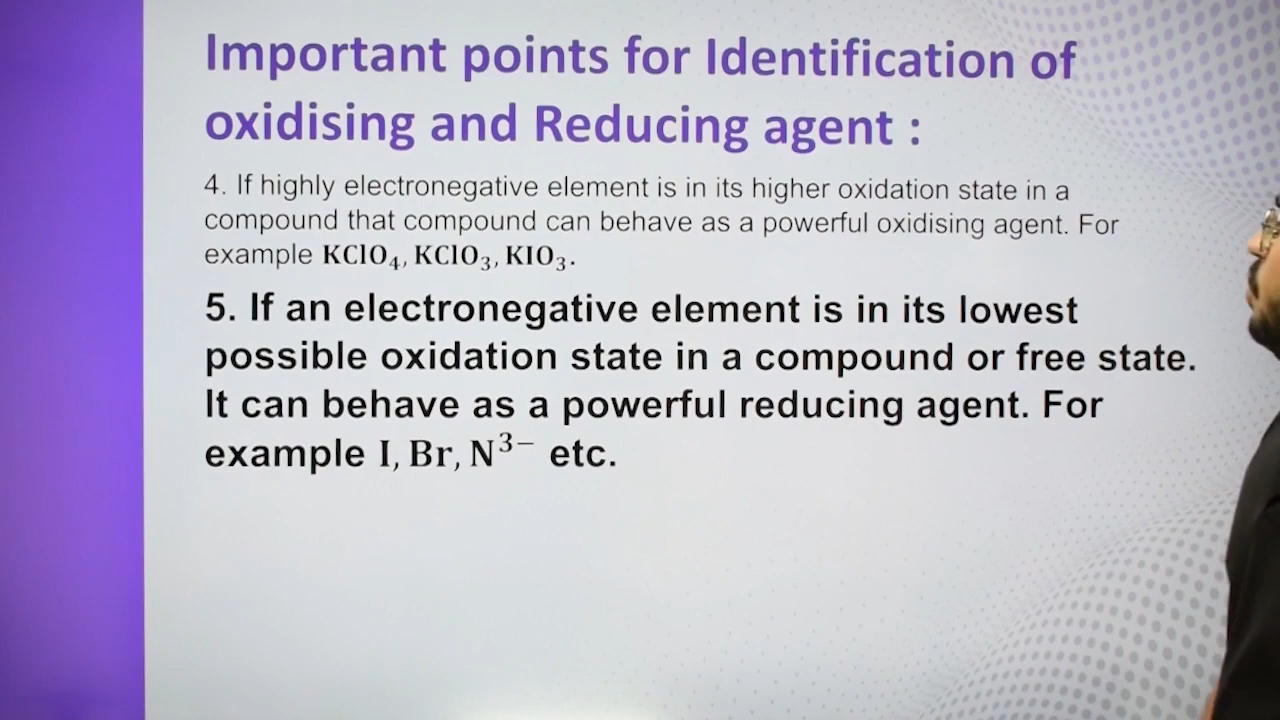 Important points for Identification of
oxidising and Reducing agent :
4. If highly electronegative element is in its higher oxidation state in a
compound that compound can behave as a powerful oxidising agent. For
example KClO₄, KClO₃, KIO₃.
5. If an electronegative element is in its lowest
possible oxidation state in a compound or free state.
It can behave as a powerful reducing agent. For
example I, Br, N³⁻ etc.